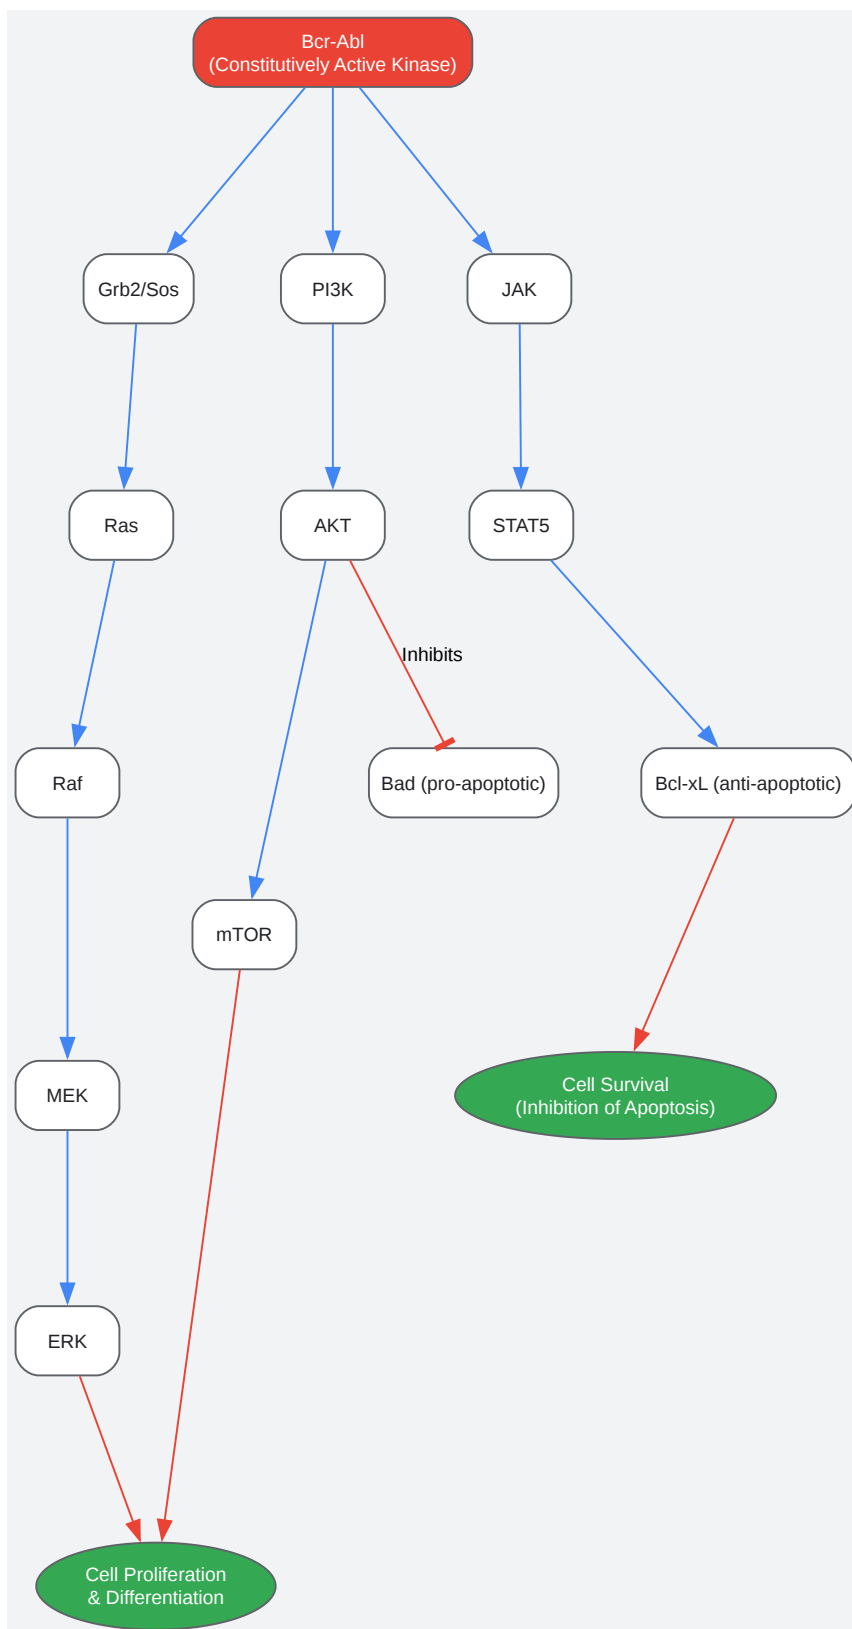 Bcr-Abl
(Constitutively Active Kinase)
Grb2/Sos
PI3K
JAK
Ras
AKT
STAT5
Inhibits
Raf
Bad (pro-apoptotic)
Bcl-xL (anti-apoptotic)
mTOR
MEK
Cell Survival
(Inhibition of Apoptosis)
ERK
Cell Proliferation
& Differentiation